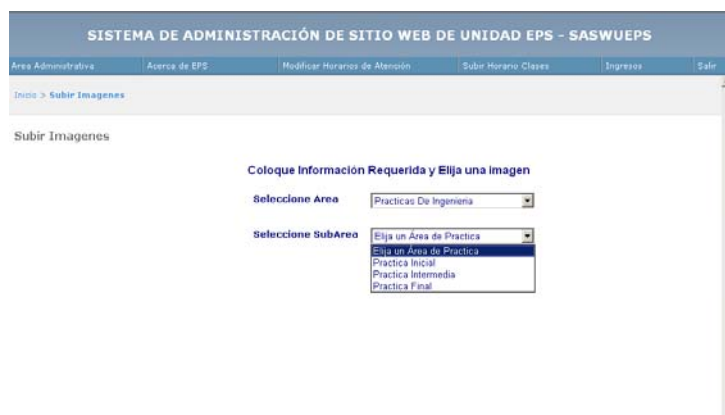 SISTEMA DE ADMINISTRACIÓN DE SITIO WEB DE UNIDAD EPS - SASWUEPS
Area Administrativa Acerca de EPS Modificar Horarios de Atención Subir Horario Clases Ingresos Salir
Inicio > Subir Imagenes
Subir Imagenes
Coloque Información Requerida y Elija una imagen
Seleccione Area Practicas De Ingenieria
Seleccione SubArea Elija un Área de Practica
Elija un Área de Practica
Practica Inicial
Practica Intermedia
Practica Final